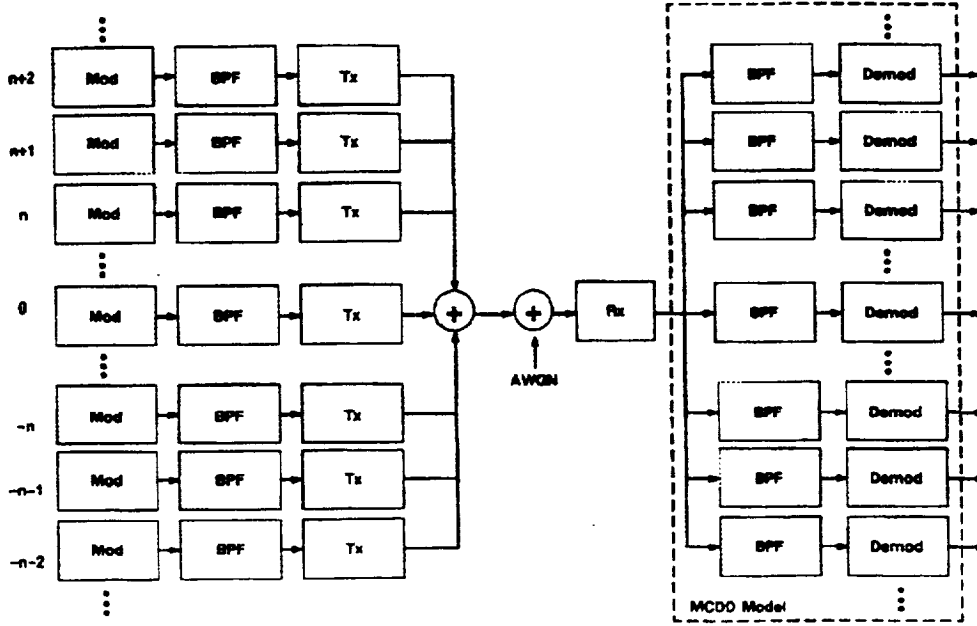 n+2 Mod BPF Tx BPF Demod
n+1 Mod BPF Tx BPF Demod
n Mod BPF Tx BPF Demod
0 Mod BPF Tx + + Rx BPF Demod
AWGN
-n Mod BPF Tx BPF Demod
-n-1 Mod BPF Tx BPF Demod
-n-2 Mod BPF Tx BPF Demod
MCDD Model